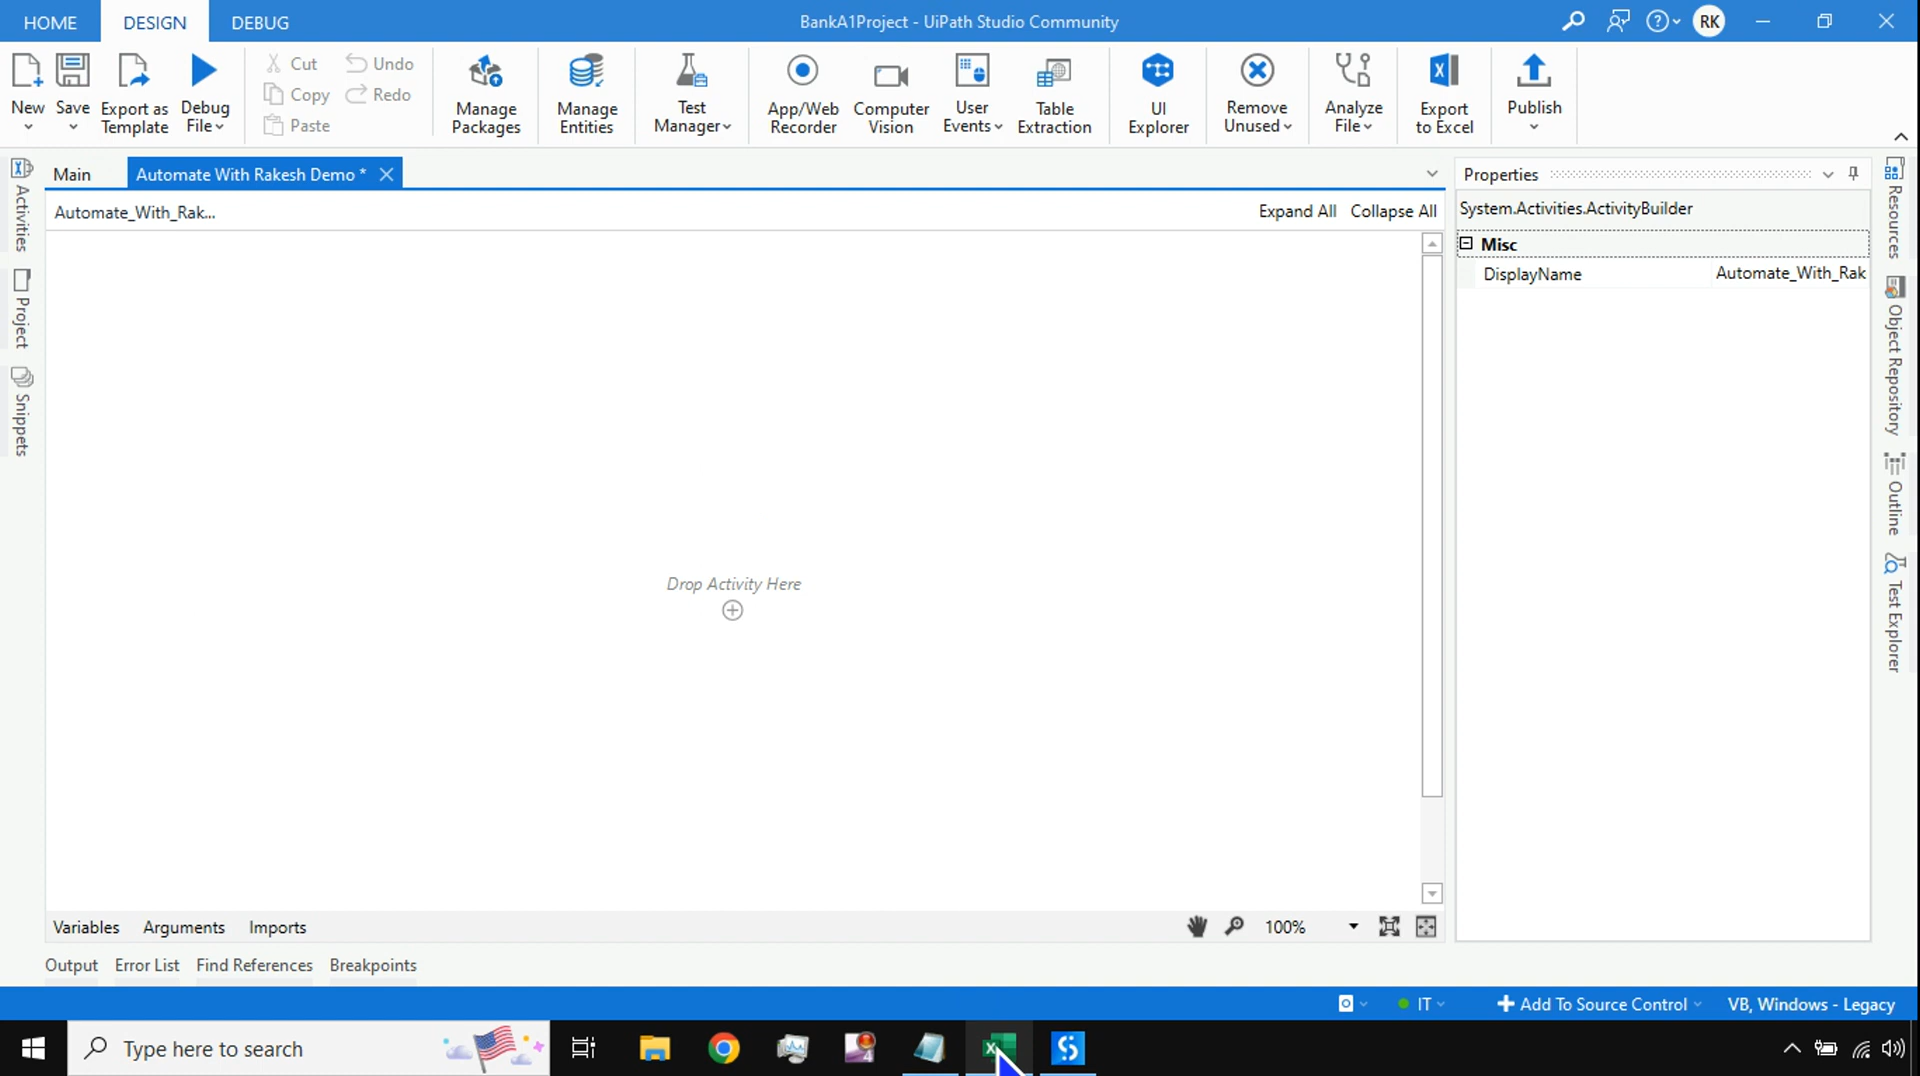 HOME DESIGN DEBUG BankA1Project - UiPath Studio Community RK
New Save Export as Template Debug File
Cut Undo
Copy Redo
Paste
Manage Packages Manage Entities Test Manager App/Web Recorder Computer Vision User Events Table Extraction UI Explorer Remove Unused Analyze File Export to Excel Publish
Main Automate With Rakesh Demo * Properties
Automate_With_Rak... Expand All Collapse All System.Activities.ActivityBuilder
Misc
DisplayName Automate_With_Rak
Activities
Project
Snippets
Resources
Object Repository
Outline
Test Explorer
Drop Activity Here
Variables Arguments Imports 100%
Output Error List Find References Breakpoints
IT Add To Source Control VB, Windows - Legacy
Type here to search